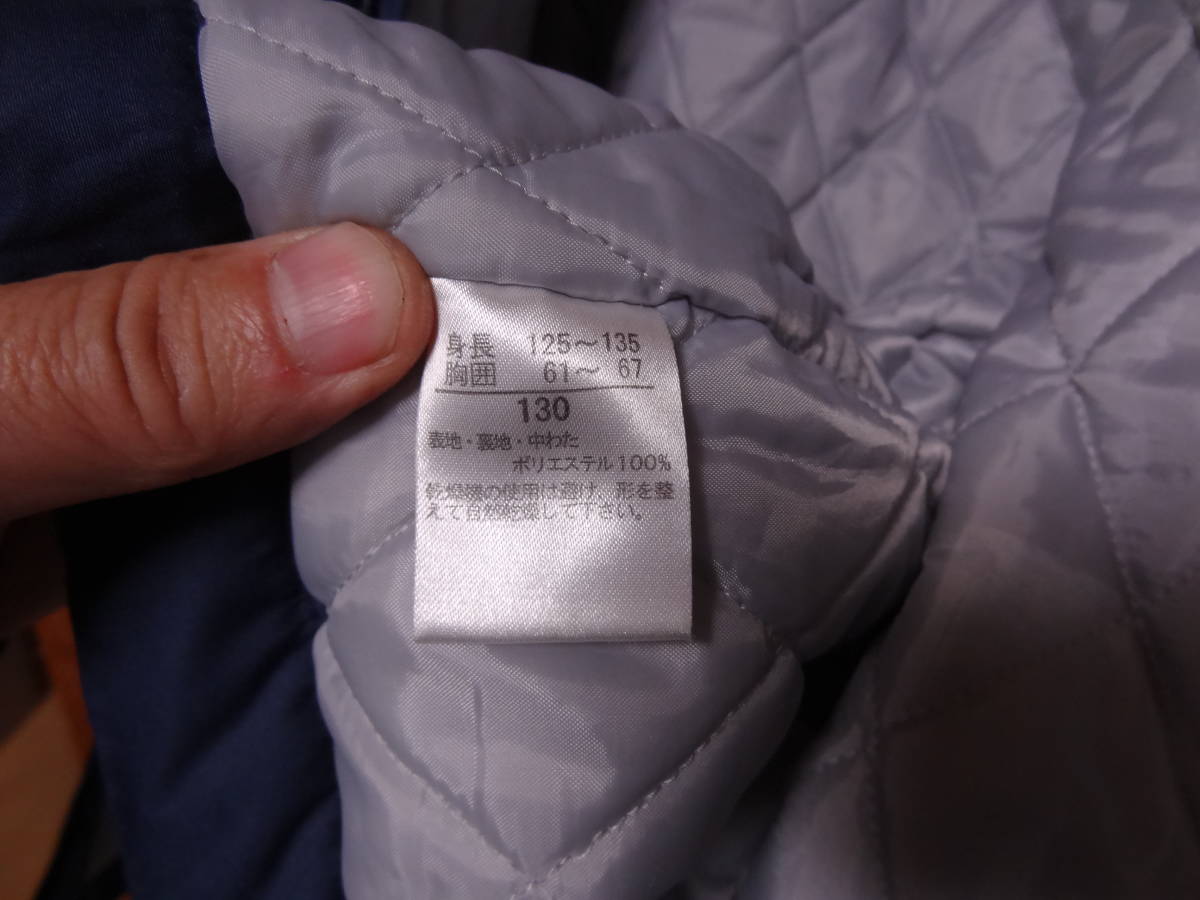 身長 125～135
胸囲 61～ 67
130
表地・裏地・中わた
ポリエステル100%
乾燥器の使用は避け、形を整
えて自然乾燥して下さい。